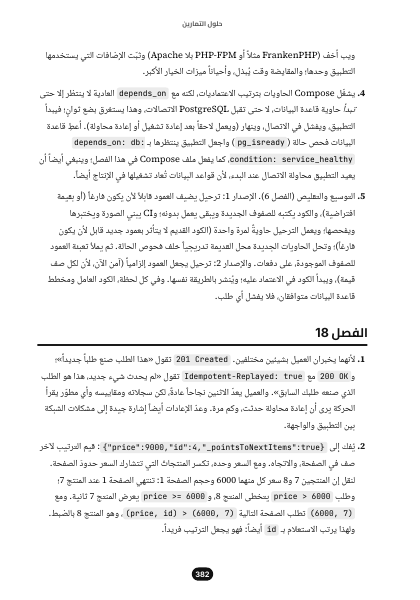 حلول التمارين
ويب أخف (FrankenPHP مثلاً أو PHP-FPM بلا Apache) وثبّت الإضافات التي يستخدمها
التطبيق وحدها؛ والمقايضة وقت يُبذل، وأحياناً ميزات الخيار الأكبر.
4. يشغّل Compose الحاويات بترتيب الاعتماديات، لكنه مع depends_on العادية لا ينتظر إلا حتى
تبدأ حاوية قاعدة البيانات، لا حتى تقبل PostgreSQL الاتصالات، وهذا يستغرق بضع ثوانٍ؛ فيبدأ
التطبيق، ويفشل في الاتصال، وينهار (ويعمل لاحقاً بعد إعادة تشغيل أو إعادة محاولة). أعطِ قاعدة
البيانات فحص حالة (pg_isready) واجعل التطبيق ينتظرها بـ depends_on: db:
condition: service_healthy، كما يفعل ملف Compose في هذا الفصل؛ وينبغي أيضاً أن
يعيد التطبيق محاولة الاتصال عند البدء، لأن قواعد البيانات تُعاد تشغيلها في الإنتاج أيضاً.
5. التوسيع والتقليص (الفصل 6). الإصدار 1: ترحيل يضيف العمود قابلاً لأن يكون فارغاً (أو بقيمة
افتراضية)، والكود يكتبه للصفوف الجديدة ويبقى يعمل بدونه؛ وCI يبني الصورة ويختبرها
ويفحصها؛ ويعمل الترحيل حاويةً لمرة واحدة (الكود القديم لا يتأثر بعمود جديد قابل لأن يكون
فارغاً)؛ وتحل الحاويات الجديدة محل القديمة تدريجياً خلف فحوص الحالة. ثم يملأ تعبئة العمود
للصفوف الموجودة، على دفعات. والإصدار 2: ترحيل يجعل العمود إلزامياً (آمن الآن، لأن لكل صف
قيمة)، ويبدأ الكود في الاعتماد عليه؛ ويُنشر بالطريقة نفسها. وفي كل لحظة، الكود العامل ومخطط
قاعدة البيانات متوافقان، فلا يفشل أي طلب.
الفصل 18
1. لأنهما يخبران العميل بشيئين مختلفين. 201 Created تقول «هذا الطلب صنع طلباً جديداً»؛
و200 OK مع Idempotent-Replayed: true تقول «لم يحدث شيء جديد، هذا هو الطلب
الذي صنعه طلبك السابق». والعميل يعدّ الاثنين نجاحاً عادةً، لكن سجلاته ومقاييسه وأي مطوّر يقرأ
الحركة يرى أن إعادة محاولة حدثت، وكم مرة. وعدّ الإعادات أيضاً إشارة جيدة إلى مشكلات الشبكة
بين التطبيق والواجهة.
2. يُفك إلى {"price":9000,"id":4,"_pointsToNextItems":true}: قيم الترتيب لآخر
صف في الصفحة، والاتجاه. ومع السعر وحده، تكسر المنتجاتُ التي تتشارك السعر حدودَ الصفحة.
لنقل إن المنتجين 7 و8 سعر كل منهما 6000 وحجم الصفحة 1: تنتهي الصفحة 1 عند المنتج 7؛
وطلب price > 6000 يتخطى المنتج 8، وprice >= 6000 يعرض المنتج 7 ثانية. ومع
(6000, 7) تطلب الصفحة التالية (price, id) > (6000, 7)، وهو المنتج 8 بالضبط.
ولهذا يرتب الاستعلام بـ id أيضاً: فهو يجعل الترتيب فريداً.
382